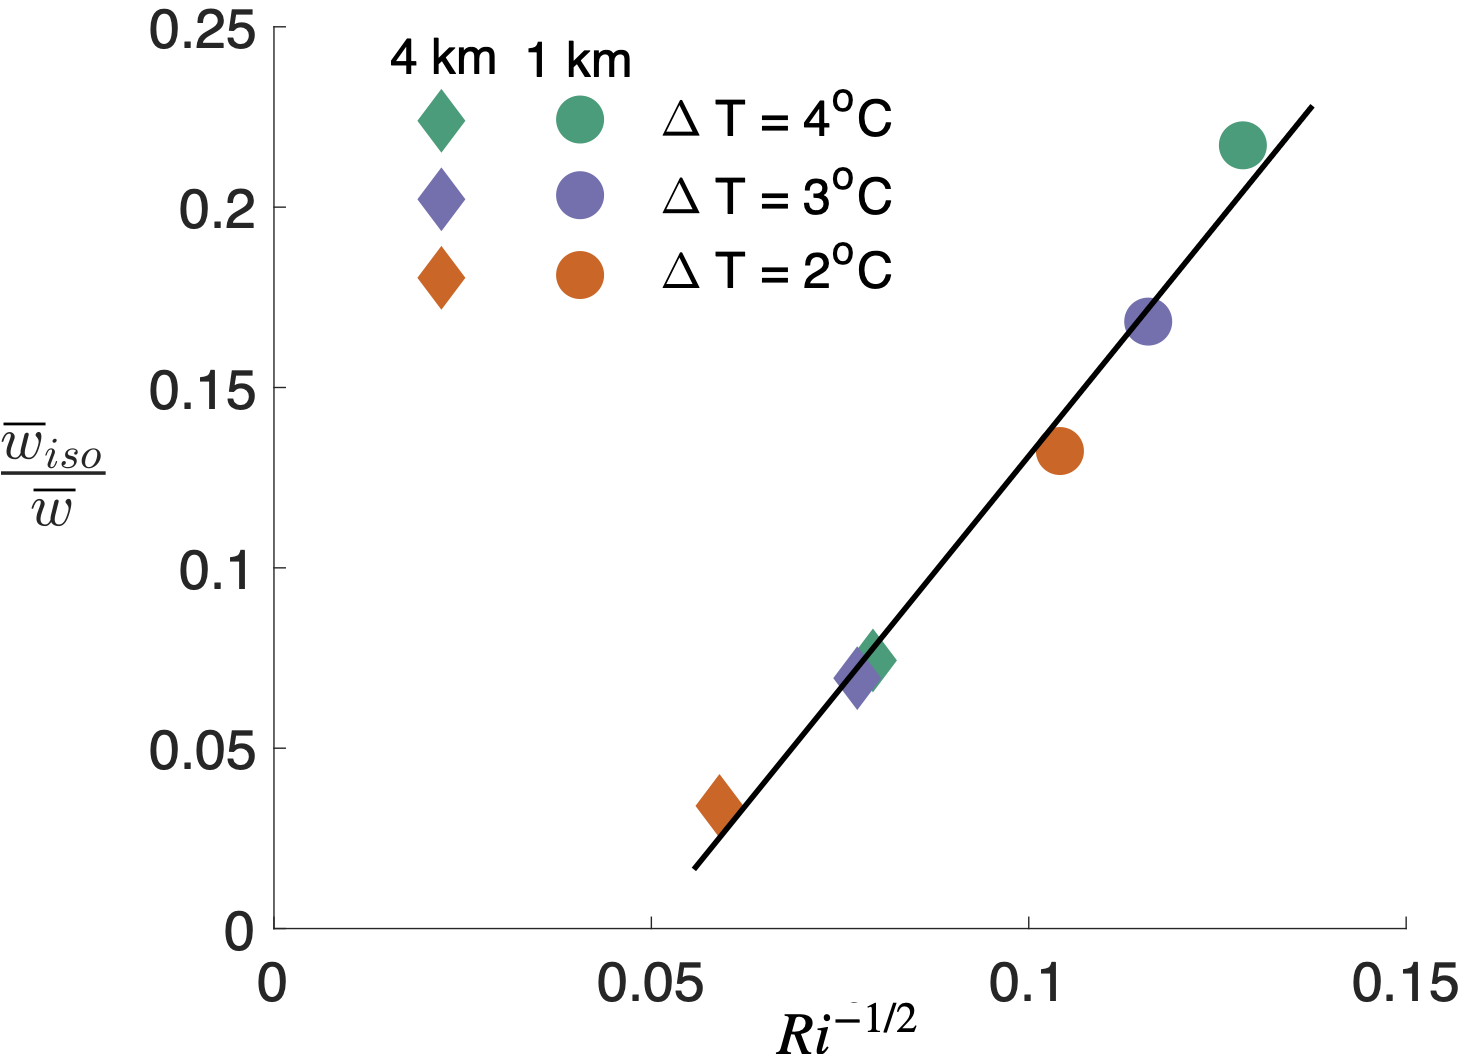 0.25
4 km 1 km
Δ T = 4°C
0.2
Δ T = 3°C
Δ T = 2°C
0.15
w̅iso
w̅
0.1
0.05
0
0 0.05 0.1 0.15
Ri−1/2